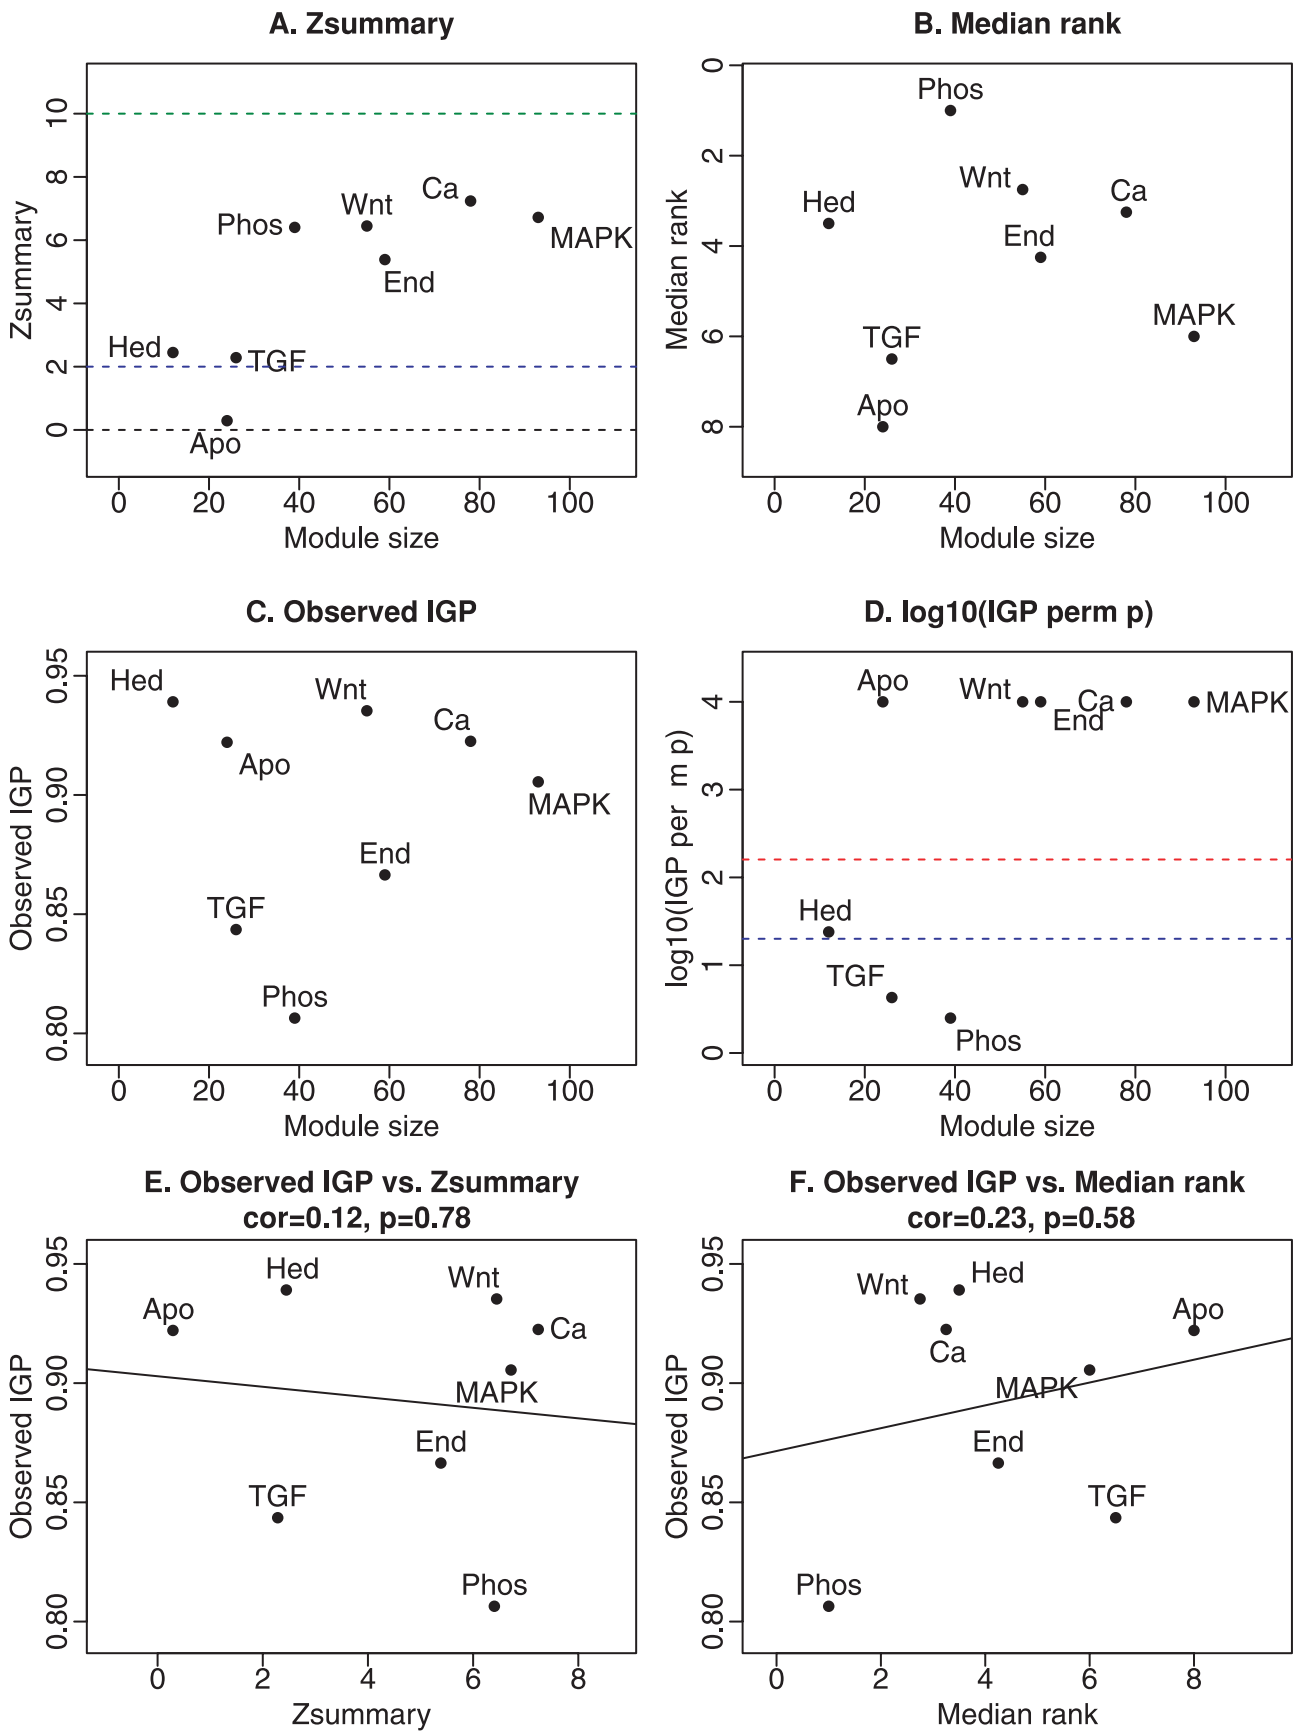 A. Zsummary
10
8
6
4
2
0
Zsummary
Phos
Wnt
Ca
MAPK
End
Hed
TGF
Apo
0 20 40 60 80 100
Module size
B. Median rank
0
2
4
6
8
Median rank
Phos
Wnt
Ca
Hed
End
MAPK
TGF
Apo
0 20 40 60 80 100
Module size
C. Observed IGP
0.95
0.90
0.85
0.80
Observed IGP
Hed
Wnt
Ca
Apo
MAPK
End
TGF
Phos
0 20 40 60 80 100
Module size
D. log10(IGP perm p)
4
3
2
1
0
log10(IGP per m p)
Apo
Wnt
Ca
End
MAPK
Hed
TGF
Phos
0 20 40 60 80 100
Module size
E. Observed IGP vs. Zsummary
cor=0.12, p=0.78
0.95
0.90
0.85
0.80
Observed IGP
Hed
Wnt
Apo
Ca
MAPK
End
TGF
Phos
0 2 4 6 8
Zsummary
F. Observed IGP vs. Median rank
cor=0.23, p=0.58
0.95
0.90
0.85
0.80
Observed IGP
Wnt
Hed
Apo
Ca
MAPK
End
TGF
Phos
0 2 4 6 8
Median rank